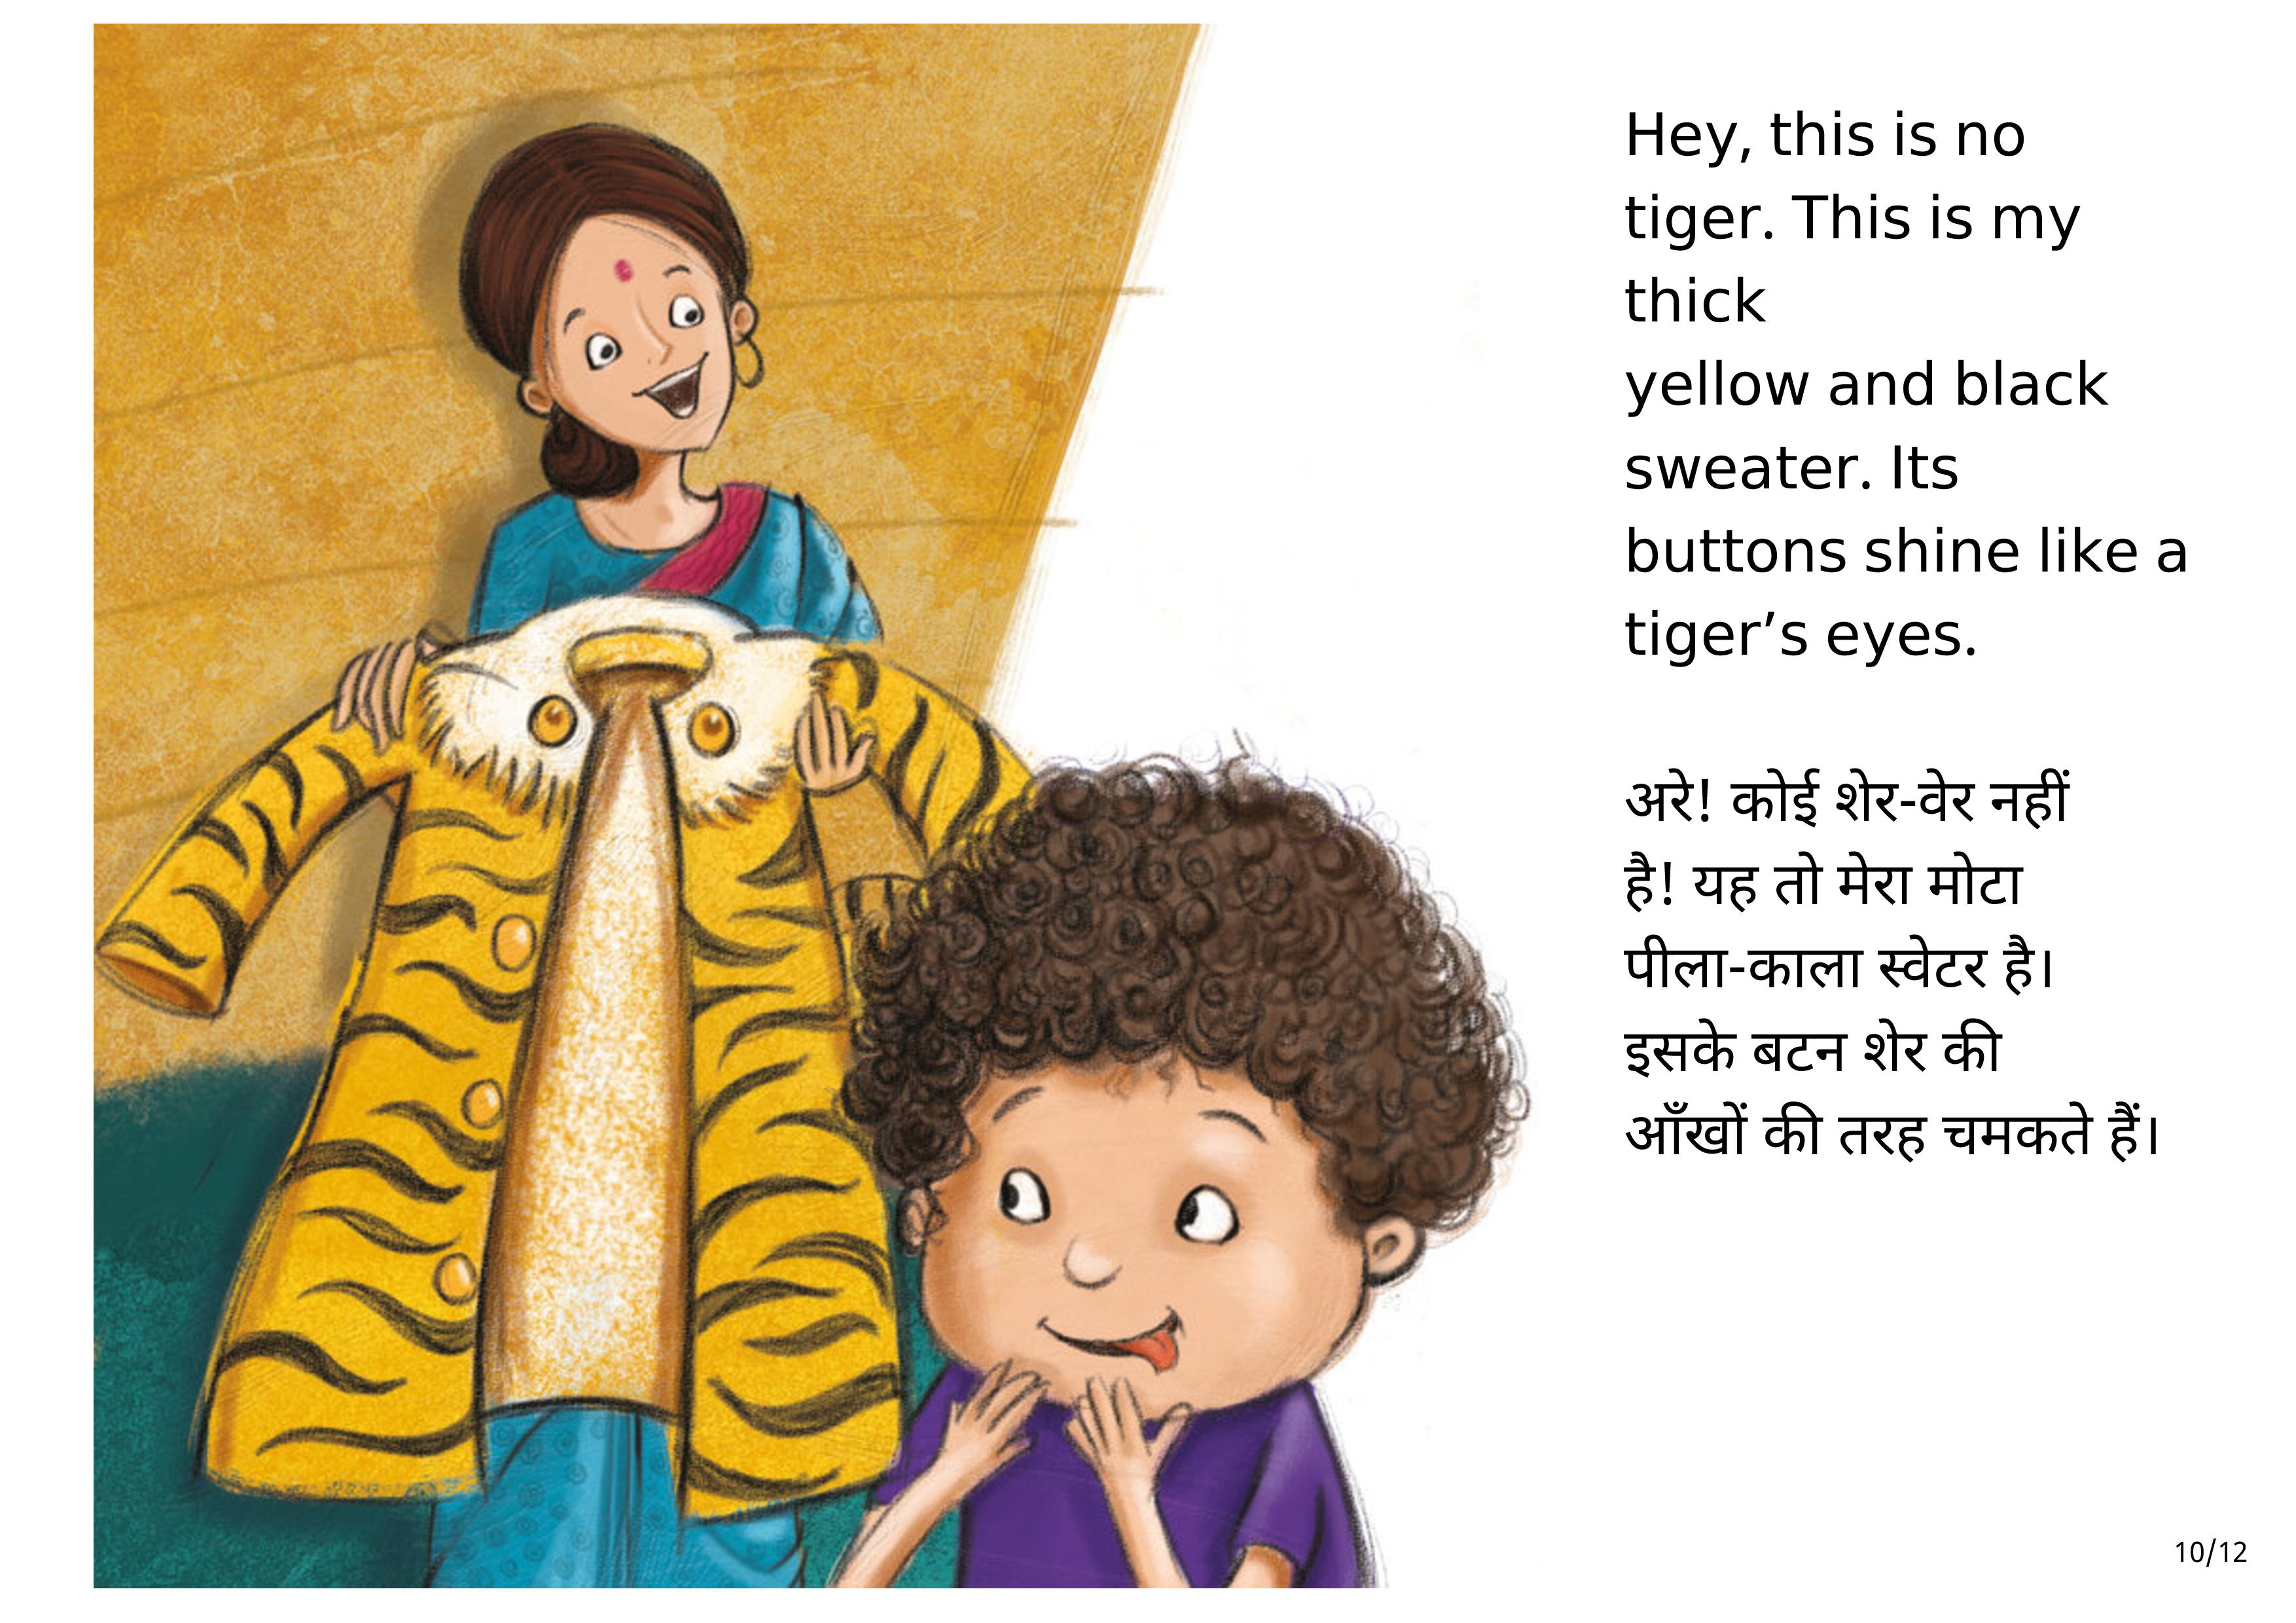 Hey, this is no
tiger. This is my
thick
yellow and black
sweater. Its
buttons shine like a
tiger’s eyes.
अरे! कोई शेर-वेर नहीं
है! यह तो मेरा मोटा
पीला-काला स्वेटर है।
इसके बटन शेर की
आँखों की तरह चमकते हैं।
10/12